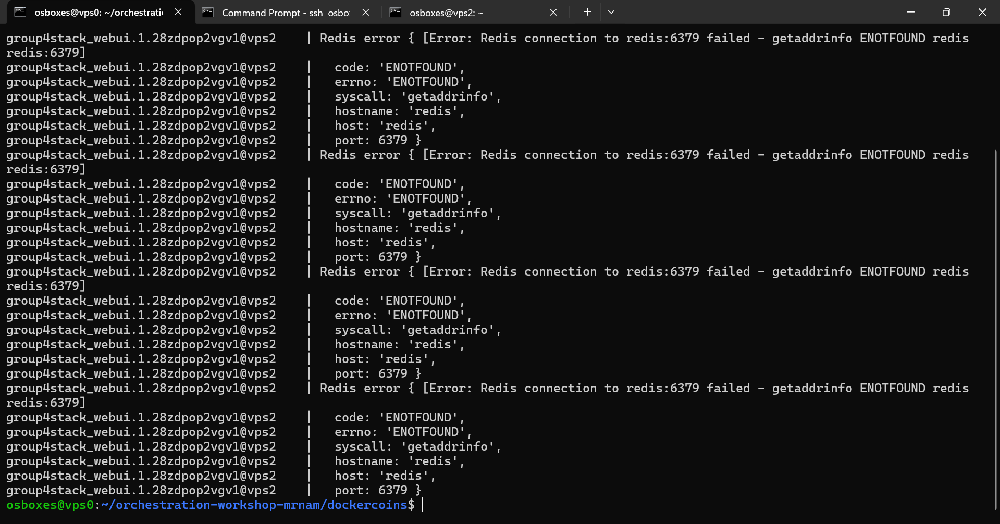 osboxes@vps0: ~/orchestrati
Command Prompt - ssh osbo:
osboxes@vps2: ~
group4stack_webui.1.28zdpop2vgv1@vps2    | Redis error { [Error: Redis connection to redis:6379 failed - getaddrinfo ENOTFOUND redis
redis:6379]
group4stack_webui.1.28zdpop2vgv1@vps2    |   code: 'ENOTFOUND',
group4stack_webui.1.28zdpop2vgv1@vps2    |   errno: 'ENOTFOUND',
group4stack_webui.1.28zdpop2vgv1@vps2    |   syscall: 'getaddrinfo',
group4stack_webui.1.28zdpop2vgv1@vps2    |   hostname: 'redis',
group4stack_webui.1.28zdpop2vgv1@vps2    |   host: 'redis',
group4stack_webui.1.28zdpop2vgv1@vps2    |   port: 6379 }
group4stack_webui.1.28zdpop2vgv1@vps2    | Redis error { [Error: Redis connection to redis:6379 failed - getaddrinfo ENOTFOUND redis
redis:6379]
group4stack_webui.1.28zdpop2vgv1@vps2    |   code: 'ENOTFOUND',
group4stack_webui.1.28zdpop2vgv1@vps2    |   errno: 'ENOTFOUND',
group4stack_webui.1.28zdpop2vgv1@vps2    |   syscall: 'getaddrinfo',
group4stack_webui.1.28zdpop2vgv1@vps2    |   hostname: 'redis',
group4stack_webui.1.28zdpop2vgv1@vps2    |   host: 'redis',
group4stack_webui.1.28zdpop2vgv1@vps2    |   port: 6379 }
group4stack_webui.1.28zdpop2vgv1@vps2    | Redis error { [Error: Redis connection to redis:6379 failed - getaddrinfo ENOTFOUND redis
redis:6379]
group4stack_webui.1.28zdpop2vgv1@vps2    |   code: 'ENOTFOUND',
group4stack_webui.1.28zdpop2vgv1@vps2    |   errno: 'ENOTFOUND',
group4stack_webui.1.28zdpop2vgv1@vps2    |   syscall: 'getaddrinfo',
group4stack_webui.1.28zdpop2vgv1@vps2    |   hostname: 'redis',
group4stack_webui.1.28zdpop2vgv1@vps2    |   host: 'redis',
group4stack_webui.1.28zdpop2vgv1@vps2    |   port: 6379 }
group4stack_webui.1.28zdpop2vgv1@vps2    | Redis error { [Error: Redis connection to redis:6379 failed - getaddrinfo ENOTFOUND redis
redis:6379]
group4stack_webui.1.28zdpop2vgv1@vps2    |   code: 'ENOTFOUND',
group4stack_webui.1.28zdpop2vgv1@vps2    |   errno: 'ENOTFOUND',
group4stack_webui.1.28zdpop2vgv1@vps2    |   syscall: 'getaddrinfo',
group4stack_webui.1.28zdpop2vgv1@vps2    |   hostname: 'redis',
group4stack_webui.1.28zdpop2vgv1@vps2    |   host: 'redis',
group4stack_webui.1.28zdpop2vgv1@vps2    |   port: 6379 }
osboxes@vps0:~/orchestration-workshop-mrnam/dockercoins$